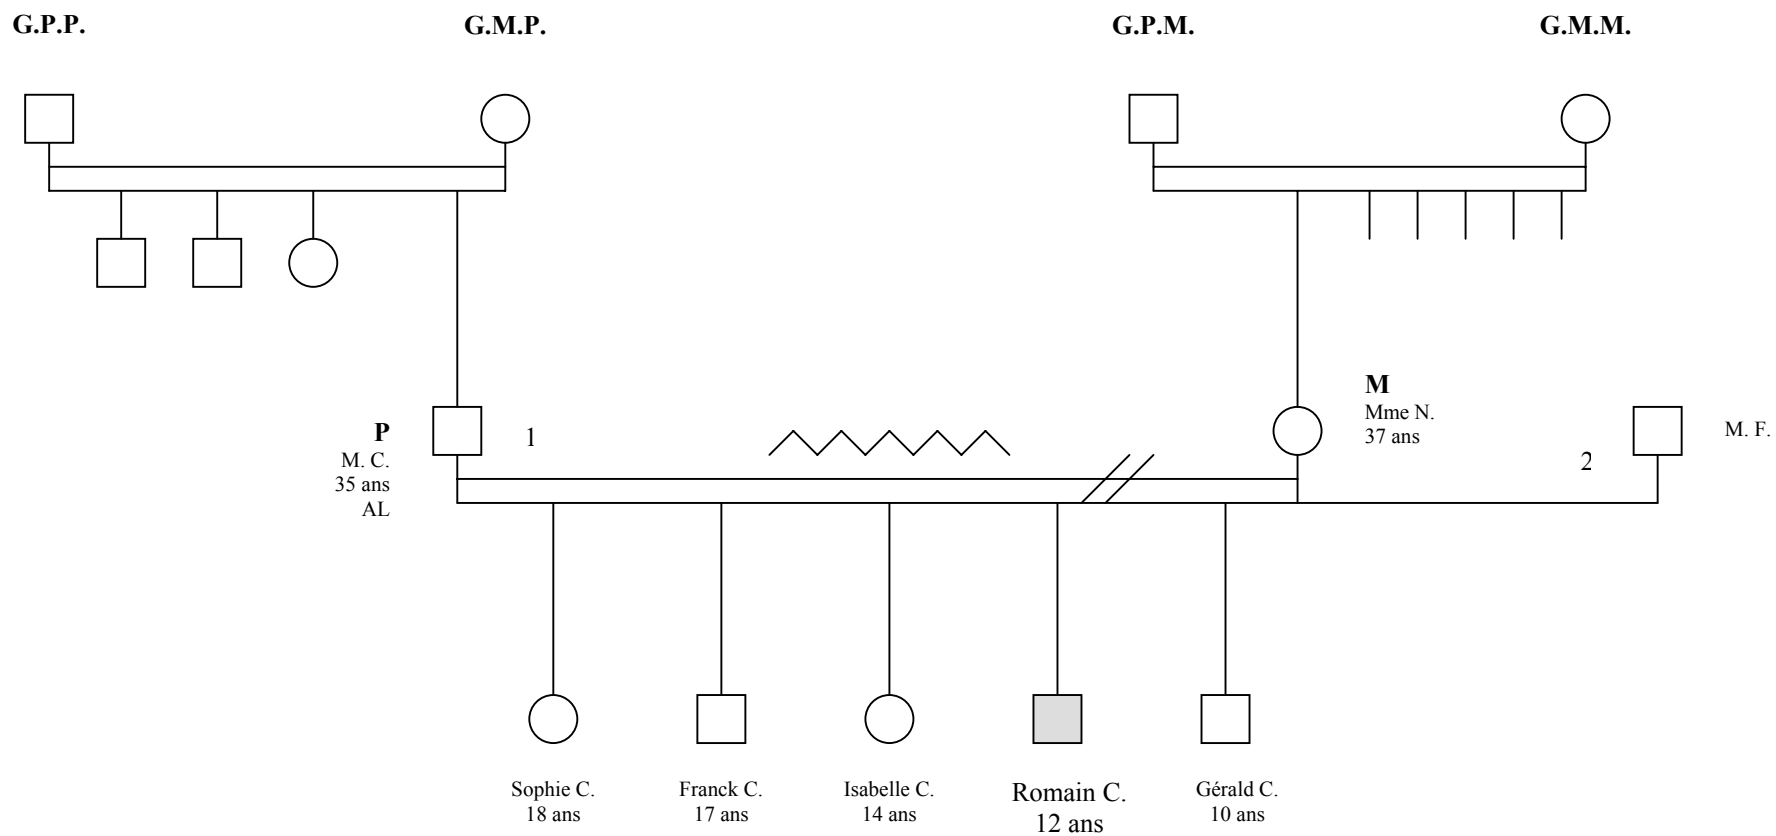 G.P.P.
G.M.P.
G.P.M.
G.M.M.
P
M. C.
35 ans
AL
1
M
Mme N.
37 ans
2
M. F.
Sophie C.
18 ans
Franck C.
17 ans
Isabelle C.
14 ans
Romain C.
12 ans
Gérald C.
10 ans